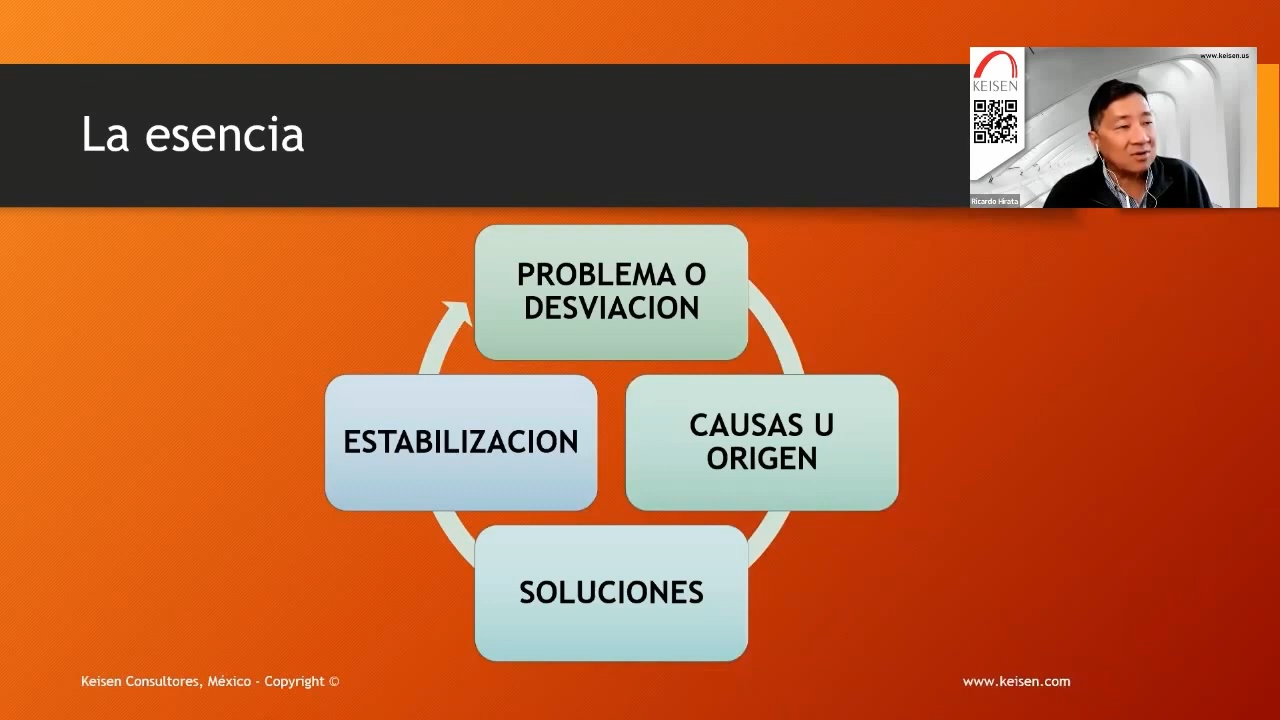 La esencia
www.keisen.us
KEISEN
Ricardo Hirata
PROBLEMA O
DESVIACION
ESTABILIZACION
CAUSAS U
ORIGEN
SOLUCIONES
Keisen Consultores, México - Copyright ©
www.keisen.com